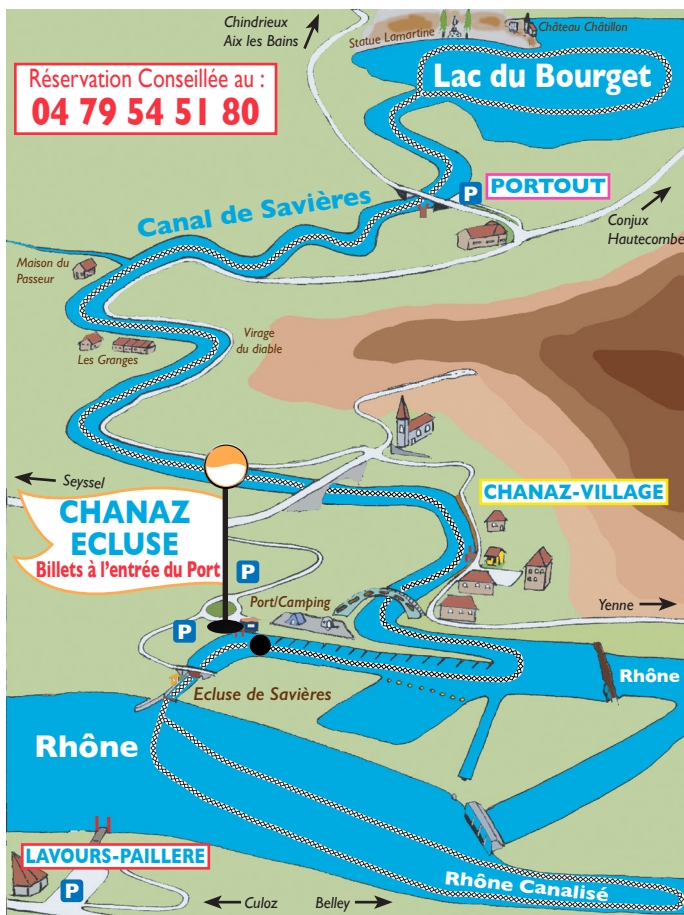 Chindrieux
Aix les Bains
Statue Lamartine
Château Châtillon
Réservation Conseillée au :
04 79 54 51 80
Lac du Bourget
P
PORTOUT
Canal de Savières
Conjux
Hautecombe
Maison du
Passeur
Virage
du diable
Les Granges
Seyssel
CHANAZ-VILLAGE
CHANAZ
ECLUSE
Billets à l'entrée du Port
P
Port/Camping
Yenne
P
Rhône
Ecluse de Savières
Rhône
LAVOURS-PAILLERE
P
Rhône Canalisé
Culoz
Belley